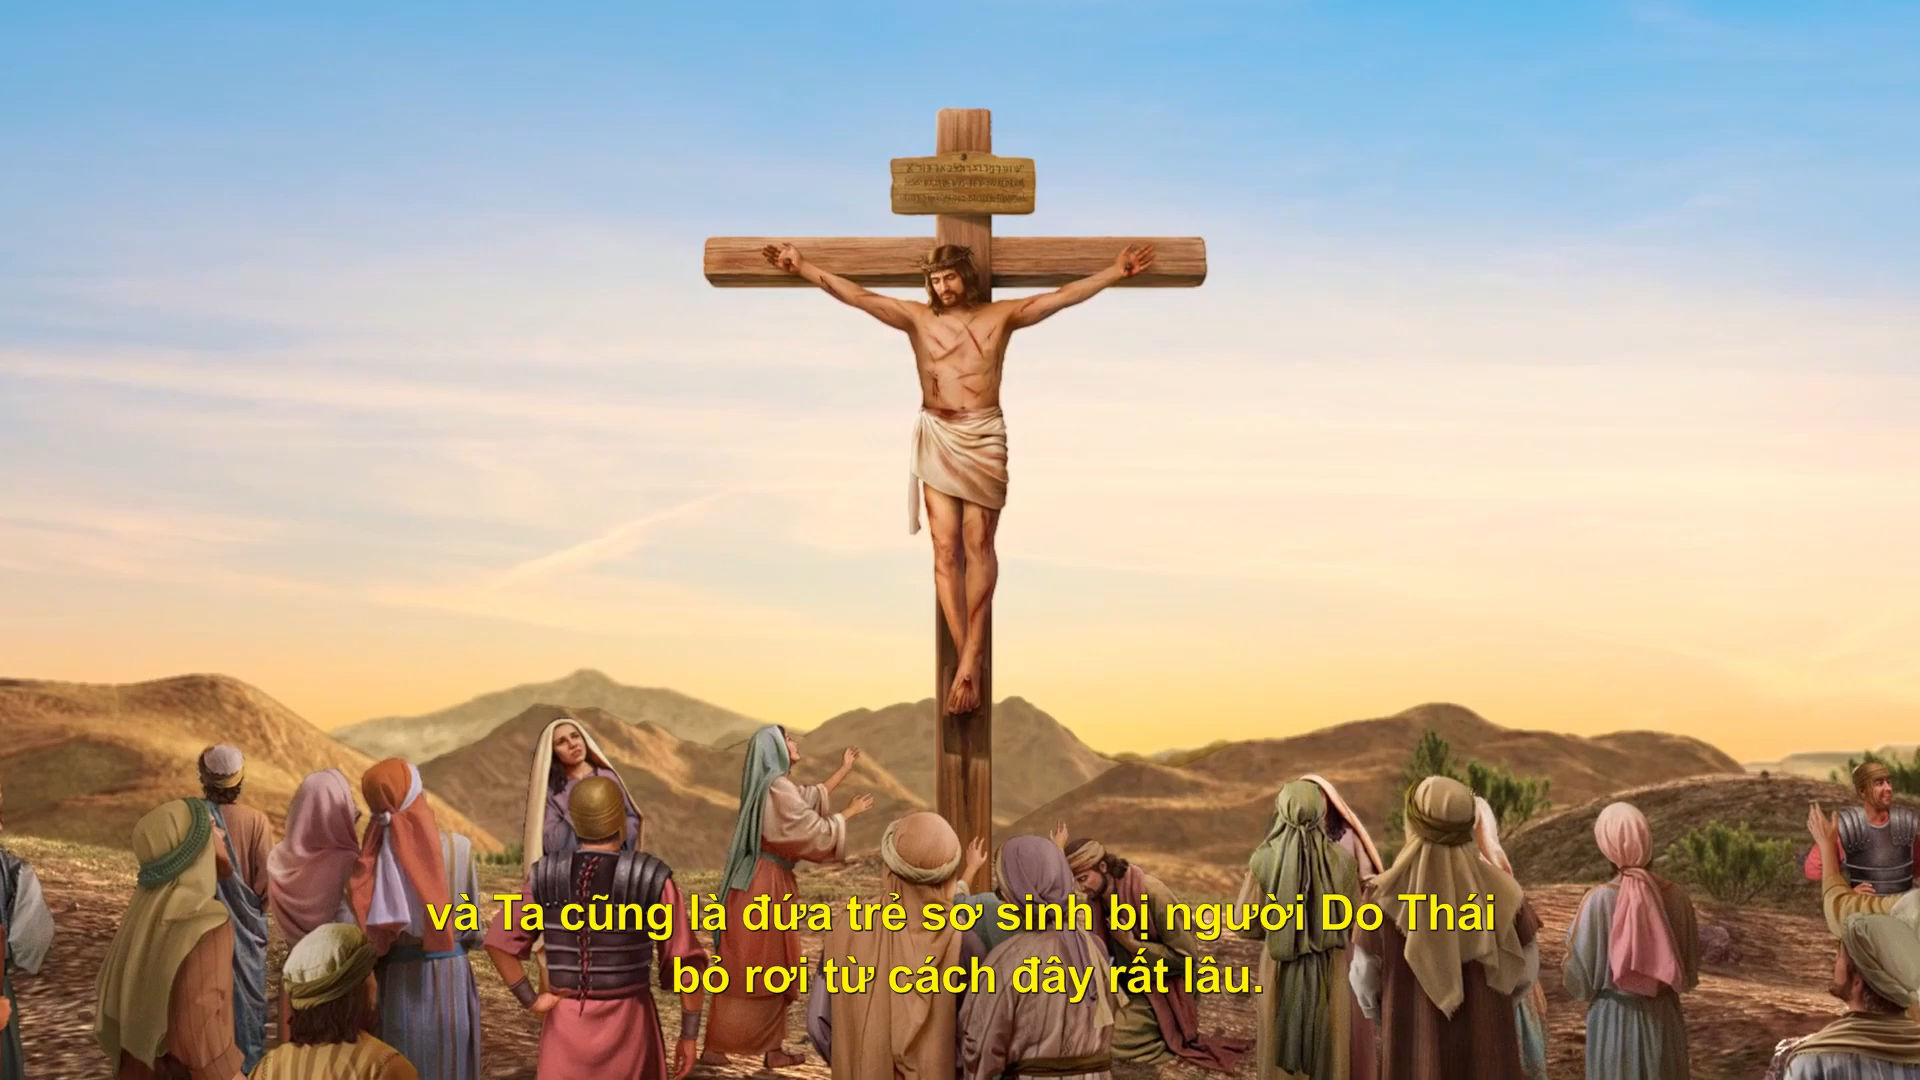 và Ta cũng là đứa trẻ sơ sinh bị người Do Thái
bỏ rơi từ cách đây rất lâu.